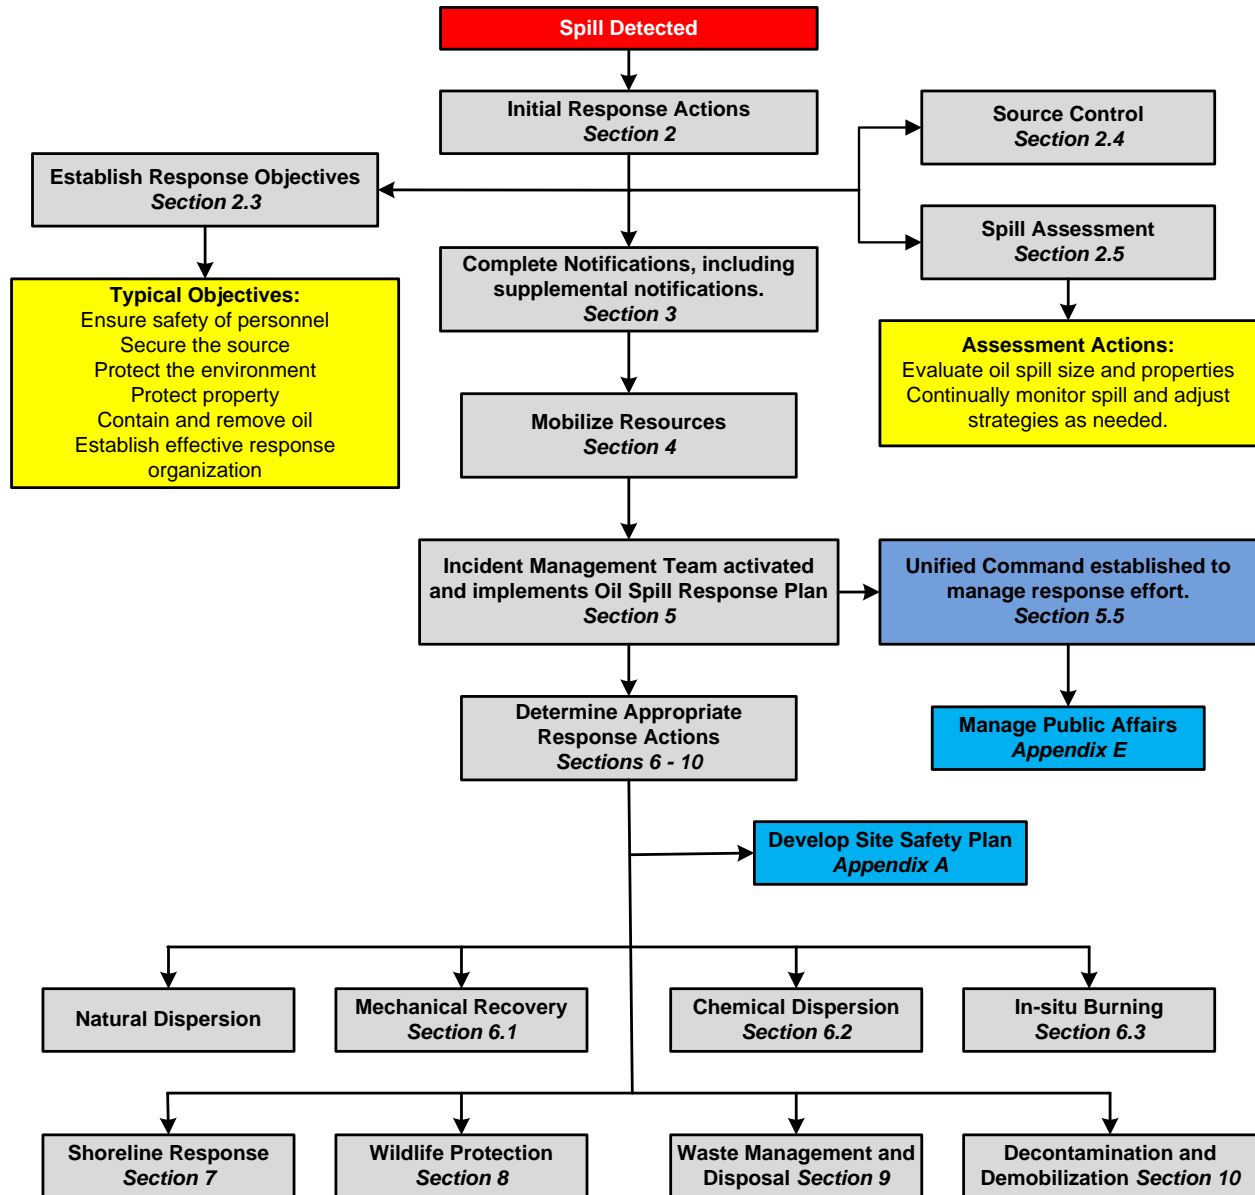 Spill Detected
Initial Response Actions
Section 2
Source Control
Section 2.4
Establish Response Objectives
Section 2.3
Spill Assessment
Section 2.5
Complete Notifications, including
supplemental notifications.
Section 3
Typical Objectives:
Ensure safety of personnel
Secure the source
Protect the environment
Protect property
Contain and remove oil
Establish effective response
organization
Assessment Actions:
Evaluate oil spill size and properties
Continually monitor spill and adjust
strategies as needed.
Mobilize Resources
Section 4
Incident Management Team activated
and implements Oil Spill Response Plan
Section 5
Unified Command established to
manage response effort.
Section 5.5
Determine Appropriate
Response Actions
Sections 6 - 10
Manage Public Affairs
Appendix E
Develop Site Safety Plan
Appendix A
Natural Dispersion
Mechanical Recovery
Section 6.1
Chemical Dispersion
Section 6.2
In-situ Burning
Section 6.3
Shoreline Response
Section 7
Wildlife Protection
Section 8
Waste Management and
Disposal Section 9
Decontamination and
Demobilization Section 10